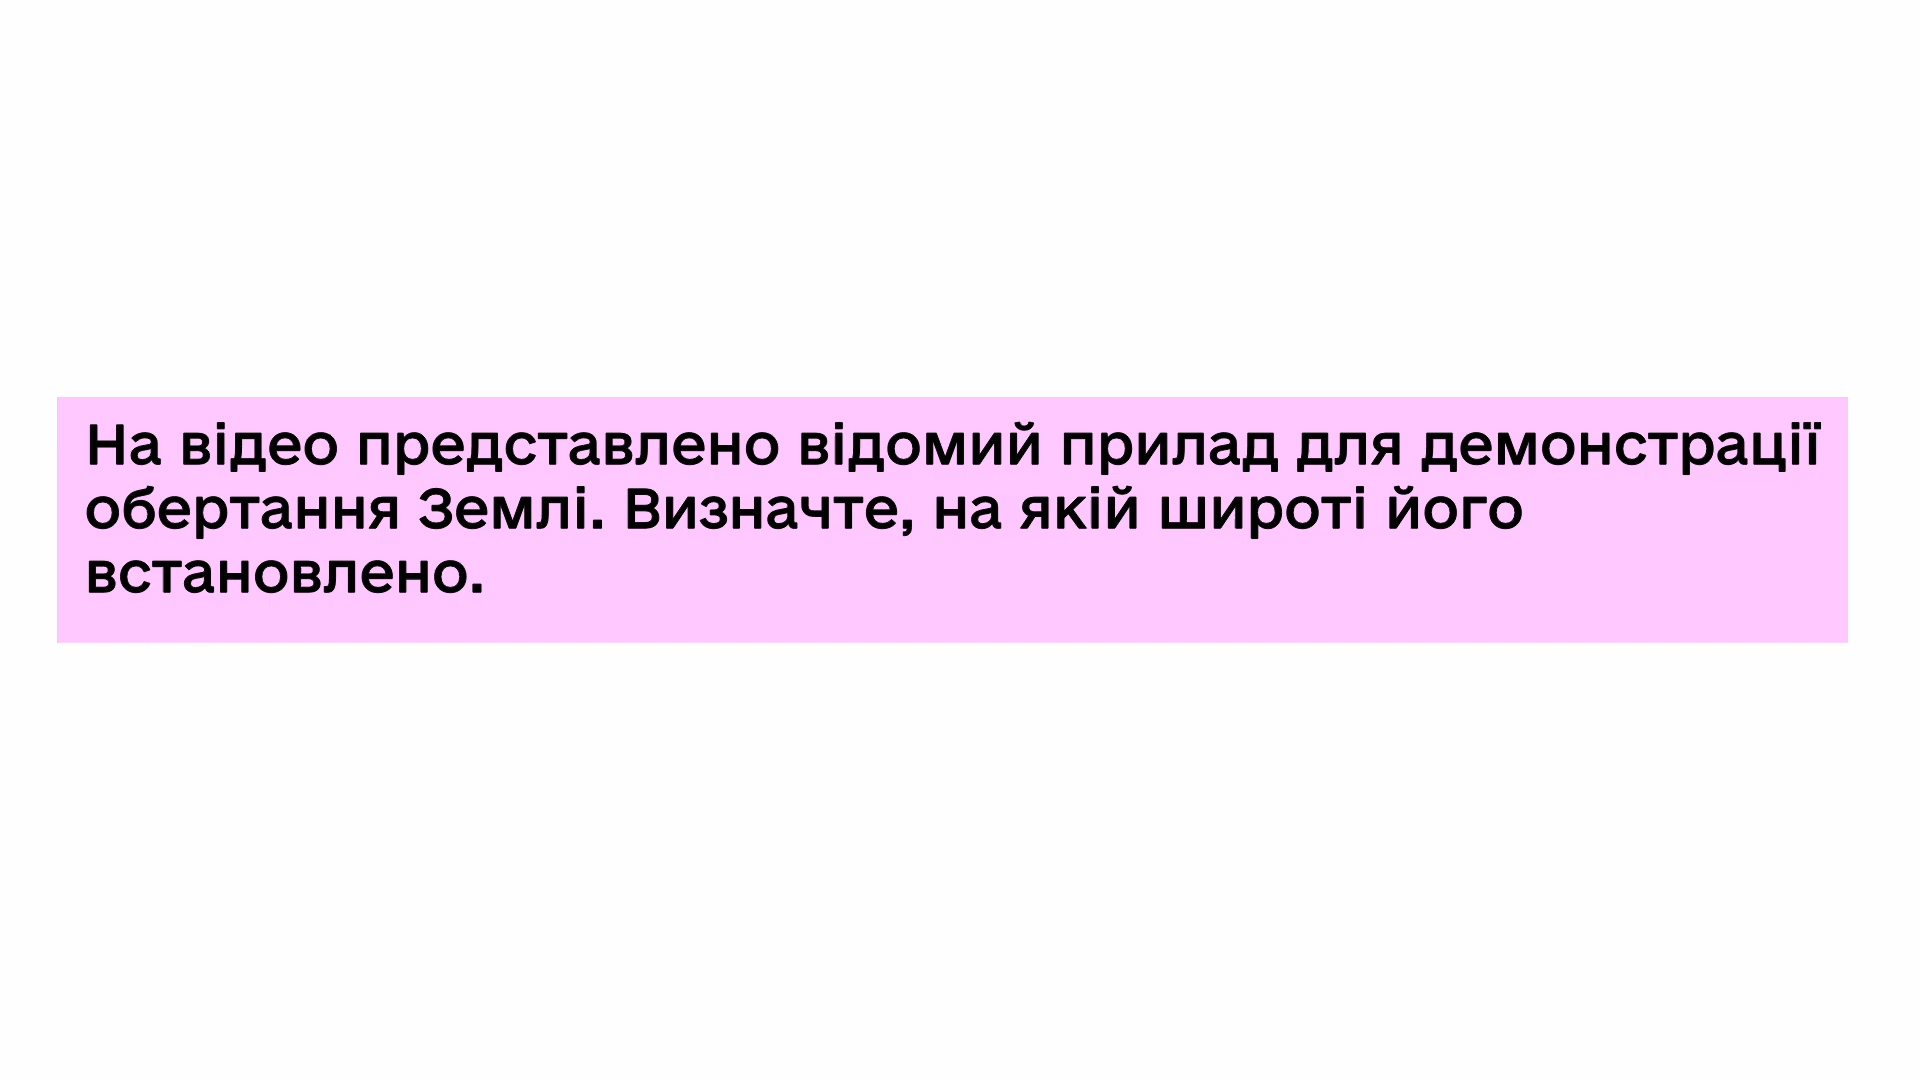 На відео представлено відомий прилад для демонстрації
обертання Землі. Визначте, на якій широті його
встановлено.